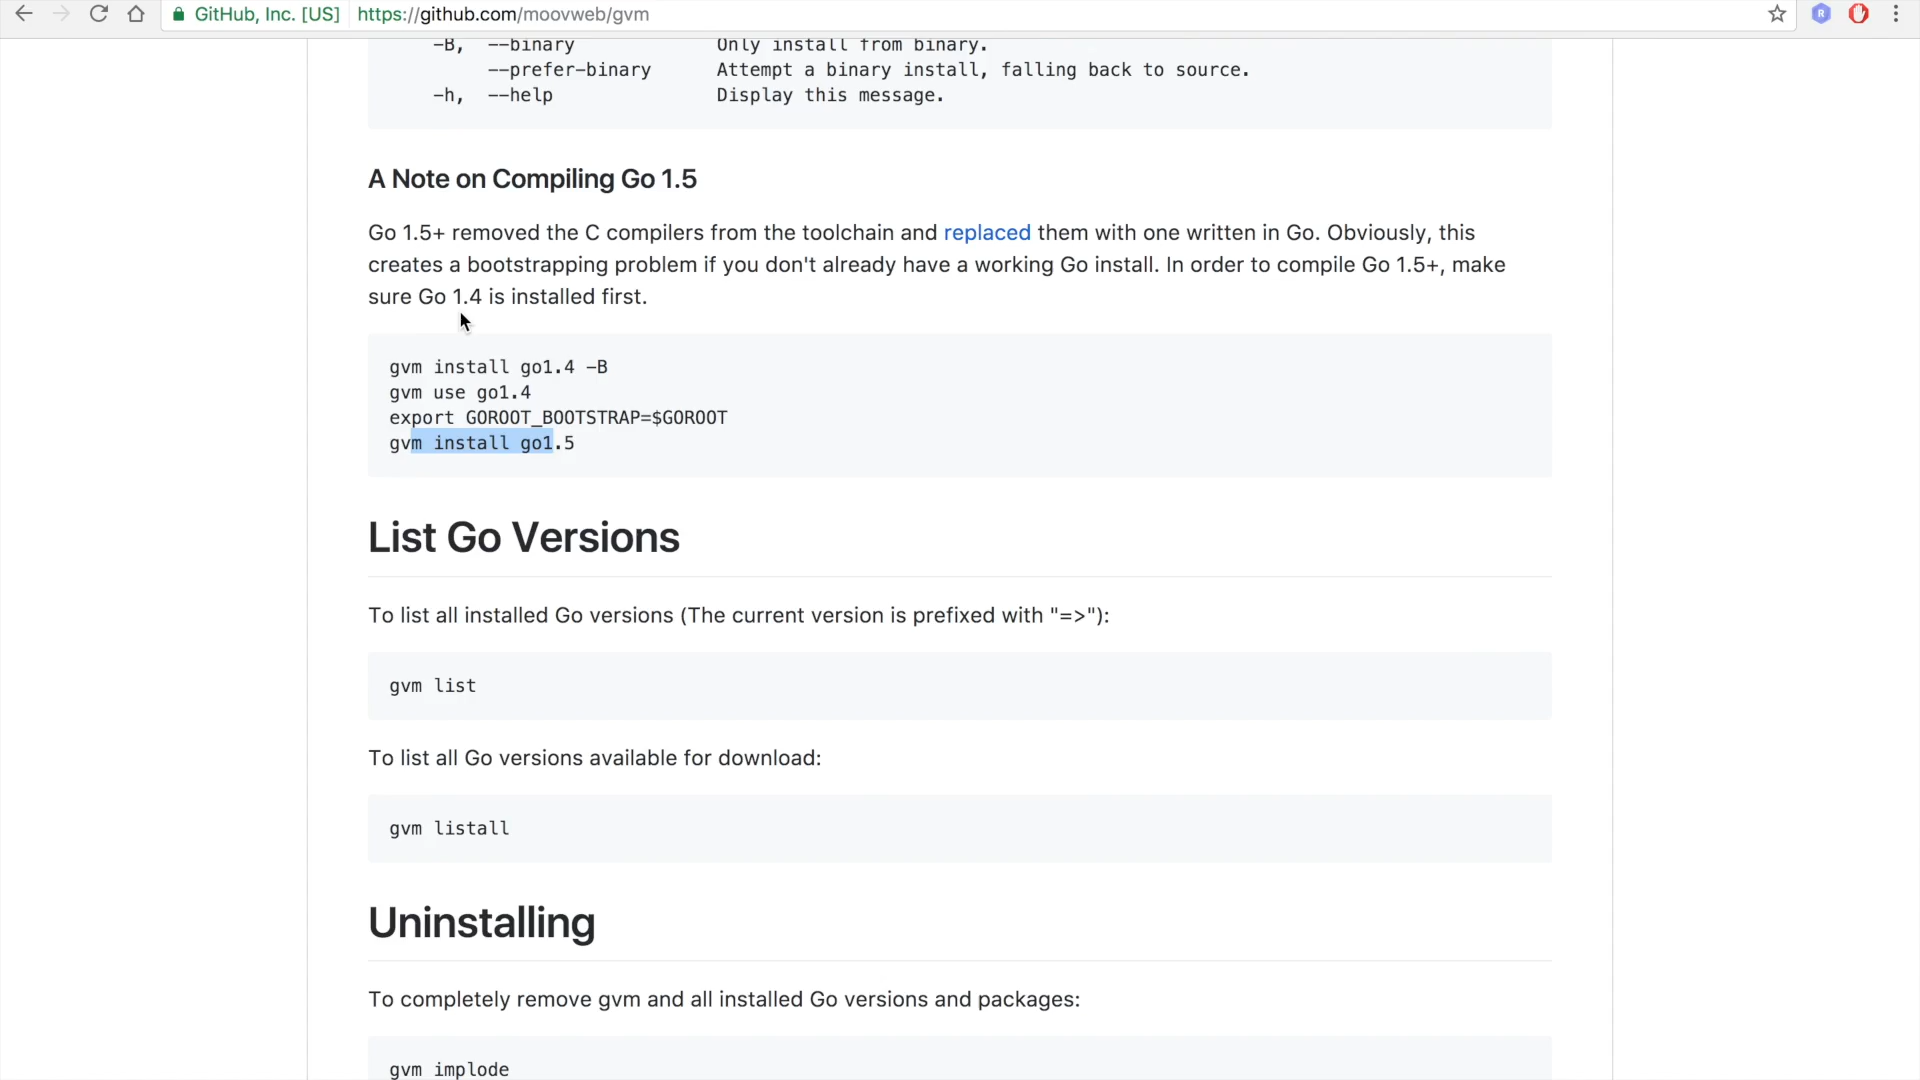 GitHub, Inc. [US] https://github.com/moovweb/gvm
-B, --binary Only install from binary.
--prefer-binary Attempt a binary install, falling back to source.
-h, --help Display this message.
A Note on Compiling Go 1.5
Go 1.5+ removed the C compilers from the toolchain and replaced them with one written in Go. Obviously, this
creates a bootstrapping problem if you don't already have a working Go install. In order to compile Go 1.5+, make
sure Go 1.4 is installed first.
gvm install go1.4 -B
gvm use go1.4
export GOROOT_BOOTSTRAP=$GOROOT
gvm install go1.5
List Go Versions
To list all installed Go versions (The current version is prefixed with "=>"):
gvm list
To list all Go versions available for download:
gvm listall
Uninstalling
To completely remove gvm and all installed Go versions and packages:
gvm implode